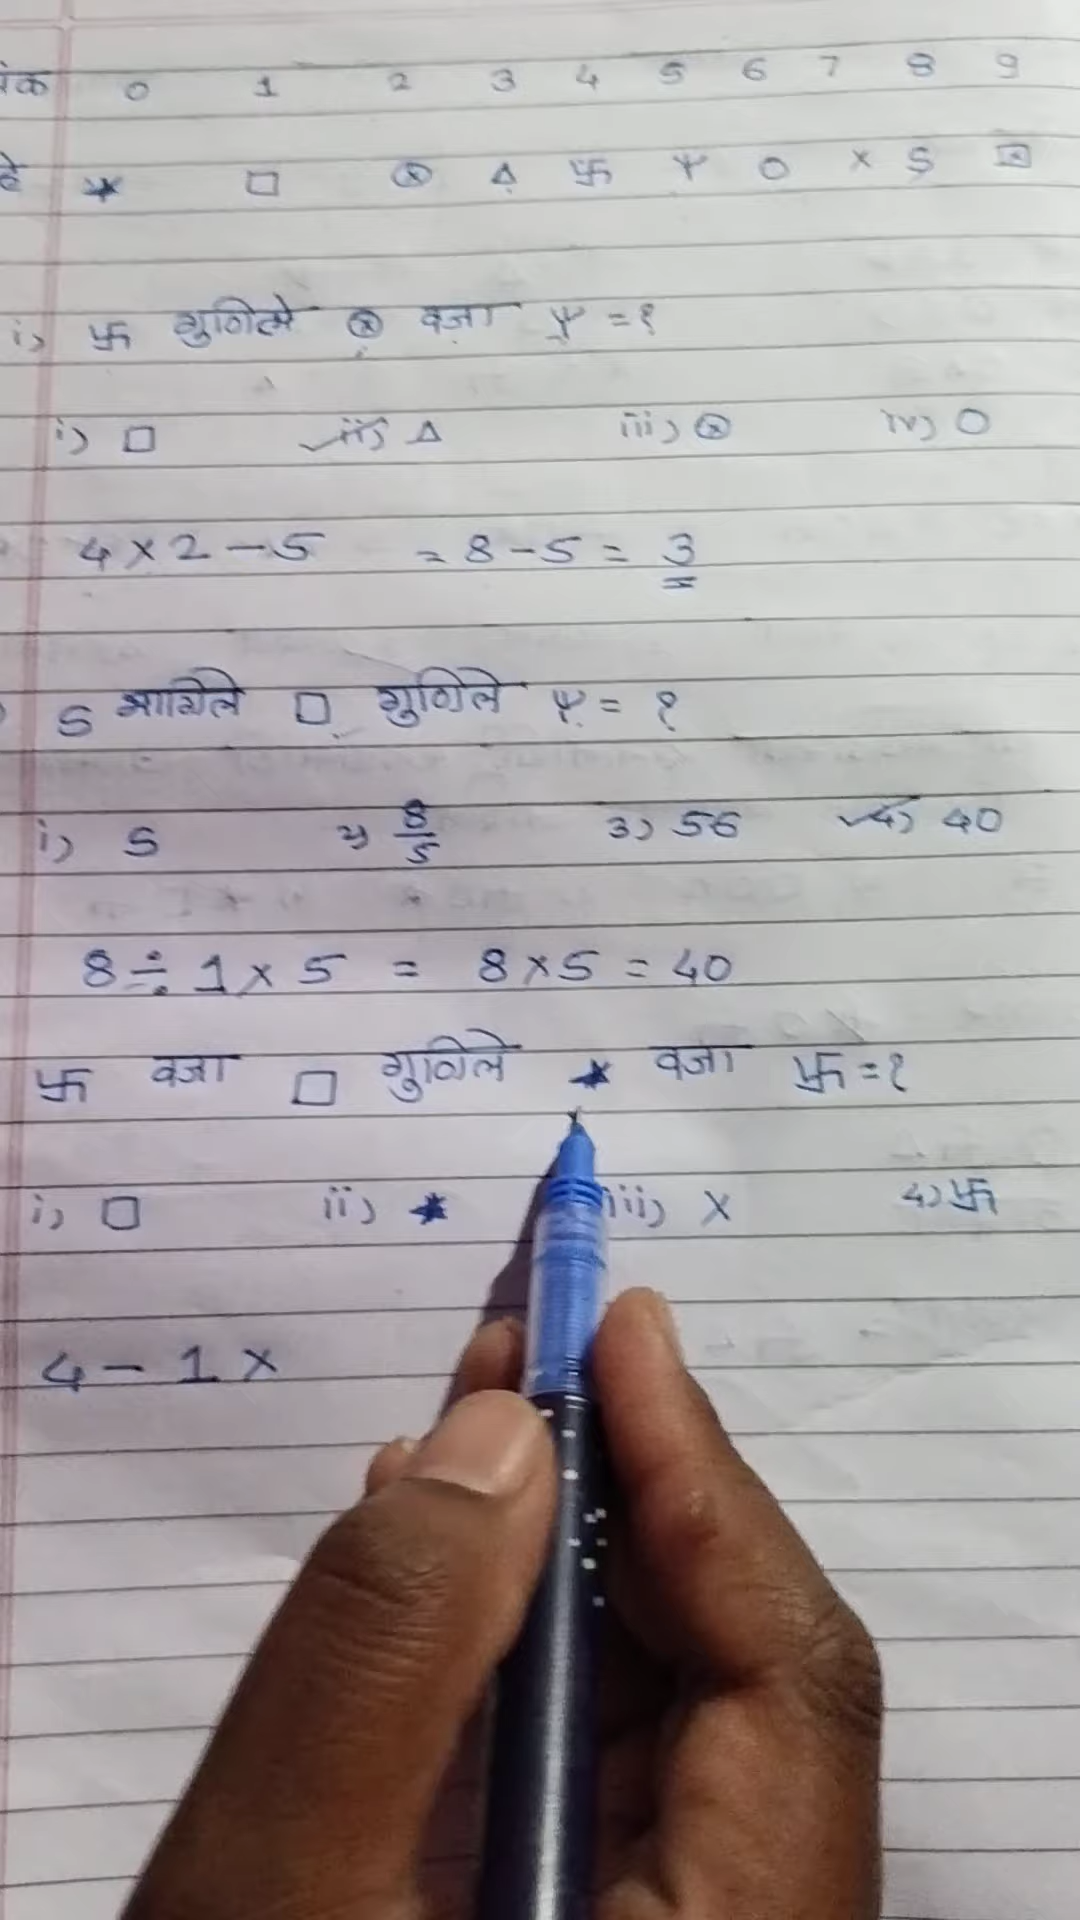 अंक 0 1 2 3 4 5 6 7 8 9
★ □ ⍟ Δ 卐 Ψ O × S ⊡
i) 卐 गुणिले ⍟ वजा Ψ = ?
i) □ ✓ii) Δ iii) ⍟ iv) O
4 × 2 − 5 = 8 − 5 = 3
S भागिले □ गुणिले Ψ = ?
i) S २) 8/5 3) 56 ✓4) 40
8 ÷ 1 × 5 = 8 × 5 = 40
卐 वजा □ गुणिले ★ वजा 卐 = ?
i) □ ii) ★ iii) × 4) 卐
4 − 1 ×